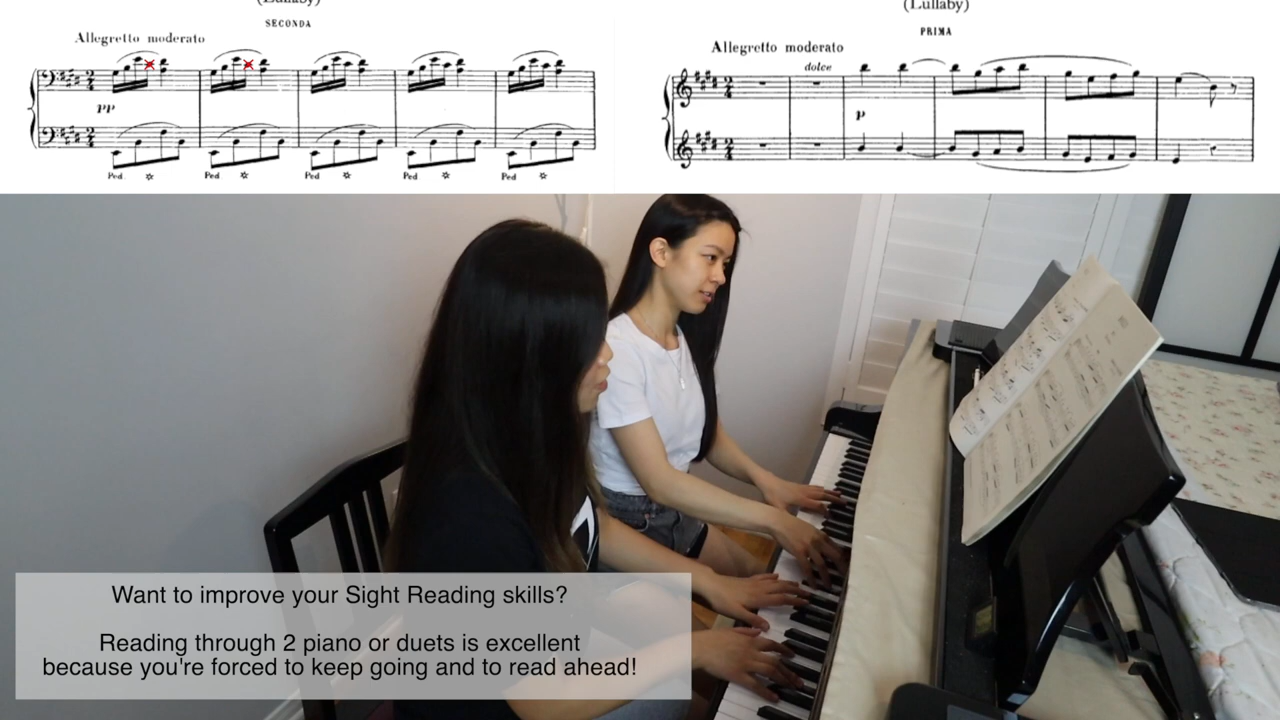 (Lullaby)
SECONDA
Allegretto moderato
pp
Ped
Ped
Ped
Ped
Ped
(Lullaby)
PRIMA
Allegretto moderato
dolce
p
Want to improve your Sight Reading skills?
Reading through 2 piano or duets is excellent
because you're forced to keep going and to read ahead!